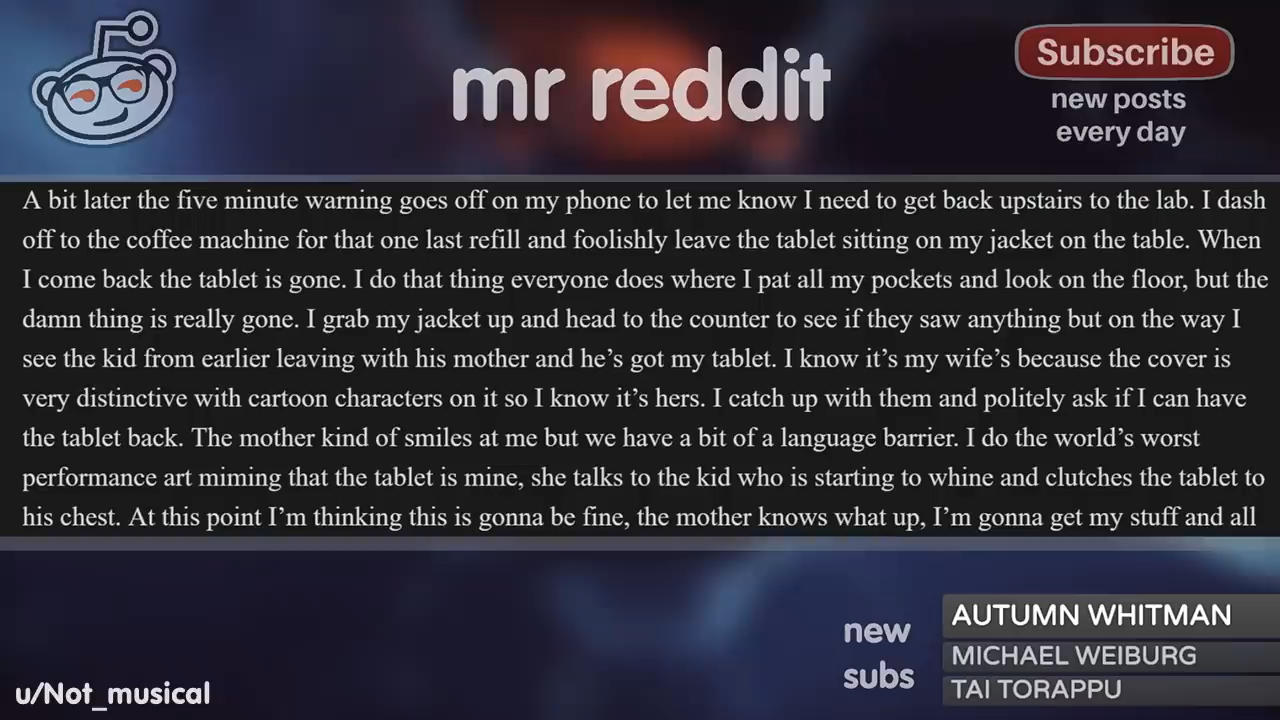 mr reddit
Subscribe
new posts
every day
A bit later the five minute warning goes off on my phone to let me know I need to get back upstairs to the lab. I dash
off to the coffee machine for that one last refill and foolishly leave the tablet sitting on my jacket on the table. When
I come back the tablet is gone. I do that thing everyone does where I pat all my pockets and look on the floor, but the
damn thing is really gone. I grab my jacket up and head to the counter to see if they saw anything but on the way I
see the kid from earlier leaving with his mother and he’s got my tablet. I know it’s my wife’s because the cover is
very distinctive with cartoon characters on it so I know it’s hers. I catch up with them and politely ask if I can have
the tablet back. The mother kind of smiles at me but we have a bit of a language barrier. I do the world’s worst
performance art miming that the tablet is mine, she talks to the kid who is starting to whine and clutches the tablet to
his chest. At this point I’m thinking this is gonna be fine, the mother knows what up, I’m gonna get my stuff and all
new
subs
AUTUMN WHITMAN
MICHAEL WEIBURG
TAI TORAPPU
u/Not_musical